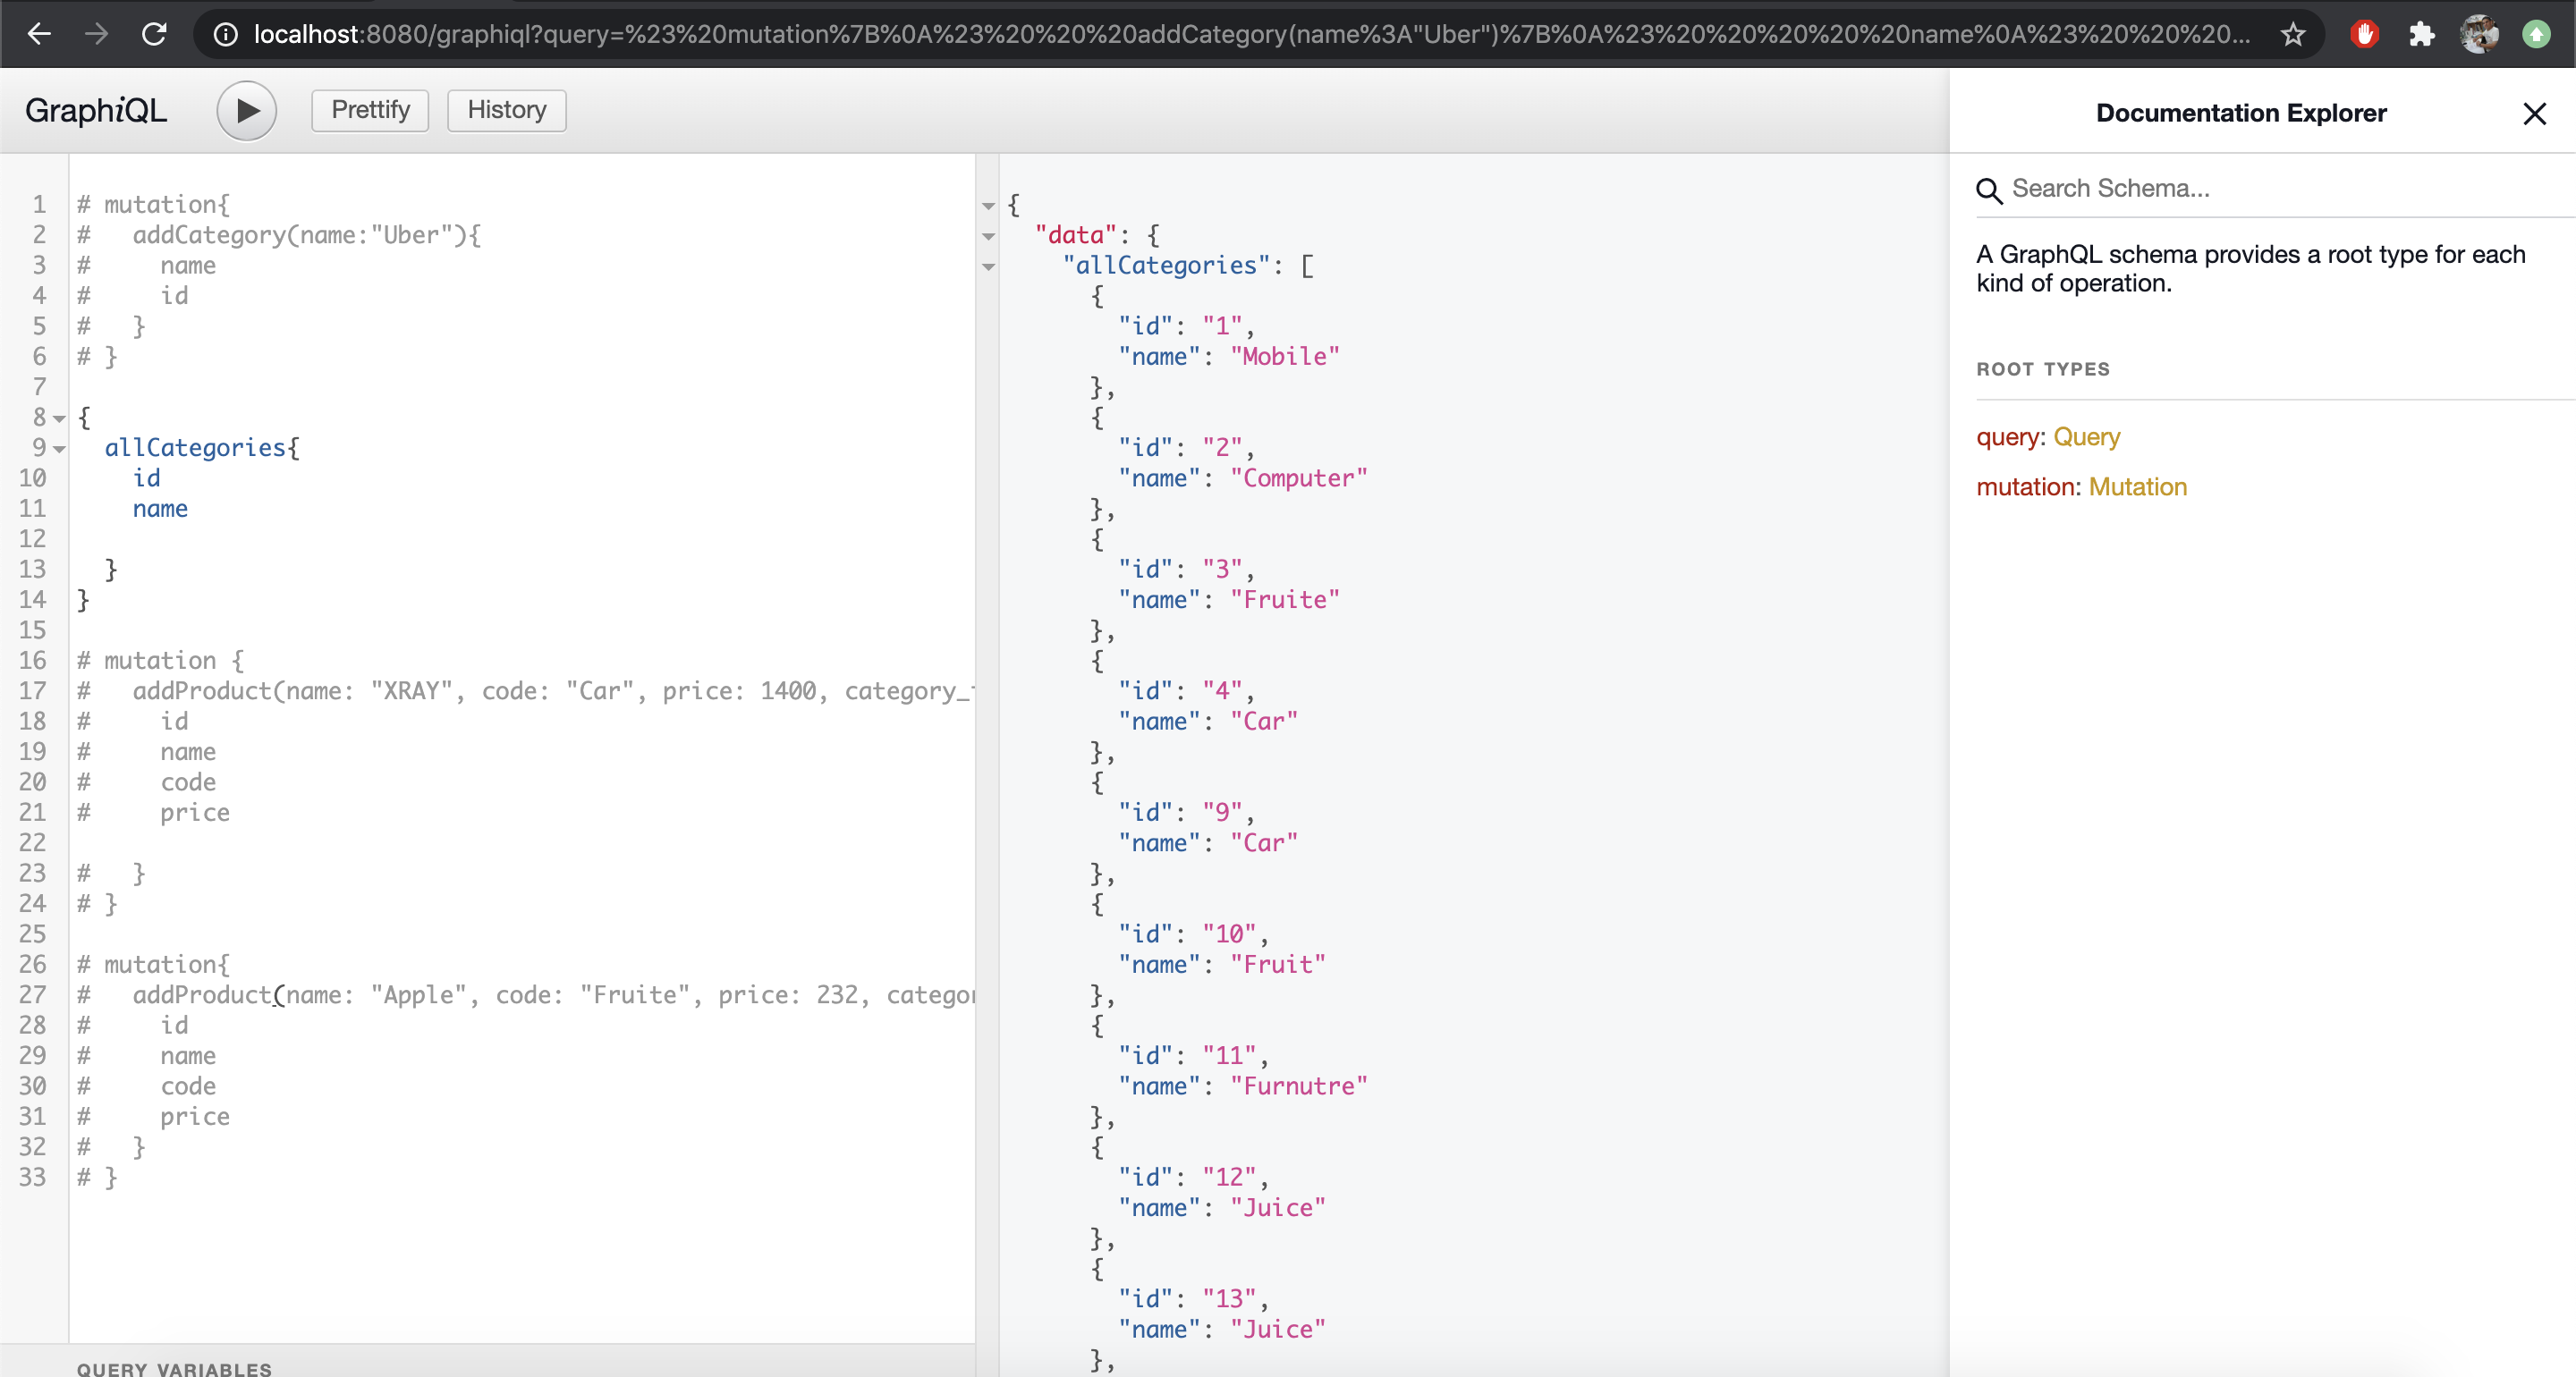 localhost:8080/graphiql?query=%23%20mutation%7B%0A%23%20%20%20addCategory(name%3A"Uber")%7B%0A%23%20%20%20%20%20name%0A%23%20%20%20...
GraphiQL
Prettify
History
1 # mutation{
2 #   addCategory(name:"Uber"){
3 #     name
4 #     id
5 #   }
6 # }
7
8 {
9   allCategories{
10     id
11     name
12
13   }
14 }
15
16 # mutation {
17 #   addProduct(name: "XRAY", code: "Car", price: 1400, category_
18 #     id
19 #     name
20 #     code
21 #     price
22
23 #   }
24 # }
25
26 # mutation{
27 #   addProduct(name: "Apple", code: "Fruite", price: 232, catego
28 #     id
29 #     name
30 #     code
31 #     price
32 #   }
33 # }
QUERY VARIABLES
{
  "data": {
    "allCategories": [
      {
        "id": "1",
        "name": "Mobile"
      },
      {
        "id": "2",
        "name": "Computer"
      },
      {
        "id": "3",
        "name": "Fruite"
      },
      {
        "id": "4",
        "name": "Car"
      },
      {
        "id": "9",
        "name": "Car"
      },
      {
        "id": "10",
        "name": "Fruit"
      },
      {
        "id": "11",
        "name": "Furnutre"
      },
      {
        "id": "12",
        "name": "Juice"
      },
      {
        "id": "13",
        "name": "Juice"
      },
Documentation Explorer
Search Schema...
A GraphQL schema provides a root type for each
kind of operation.
ROOT TYPES
query: Query
mutation: Mutation